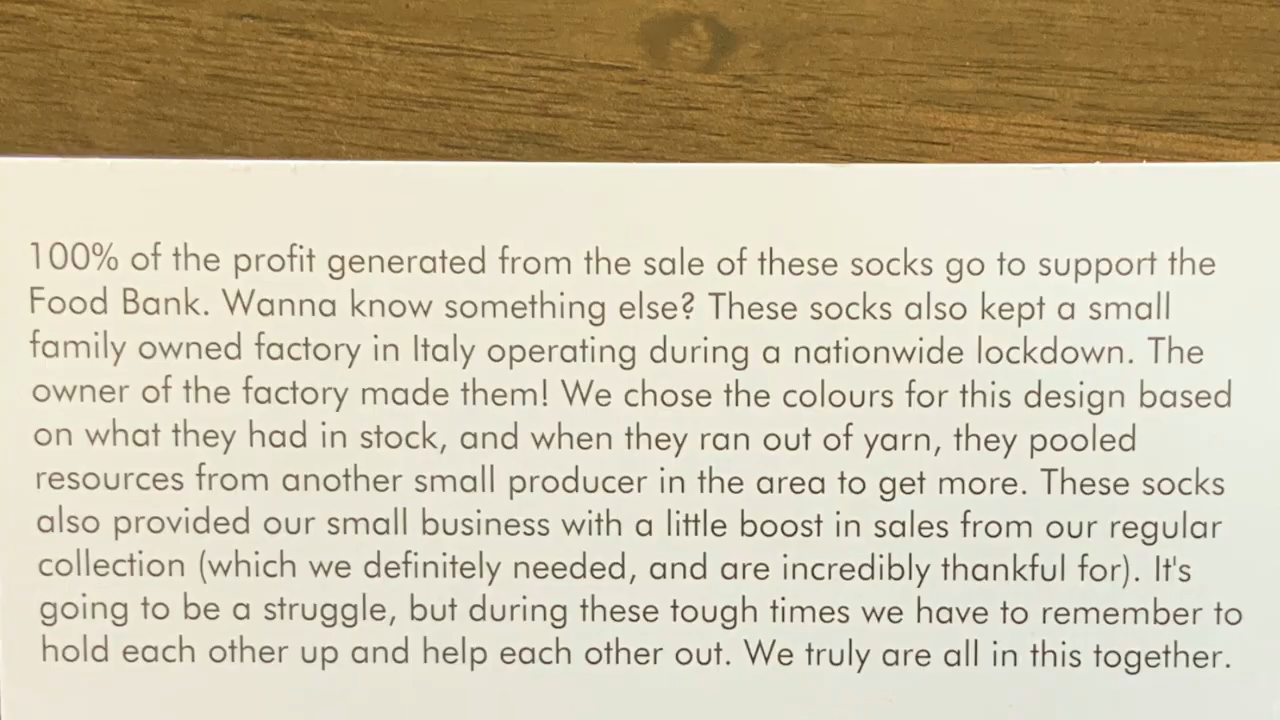 100% of the profit generated from the sale of these socks go to support the
Food Bank. Wanna know something else? These socks also kept a small
family owned factory in Italy operating during a nationwide lockdown. The
owner of the factory made them! We chose the colours for this design based
on what they had in stock, and when they ran out of yarn, they pooled
resources from another small producer in the area to get more. These socks
also provided our small business with a little boost in sales from our regular
collection (which we definitely needed, and are incredibly thankful for). It's
going to be a struggle, but during these tough times we have to remember to
hold each other up and help each other out. We truly are all in this together.